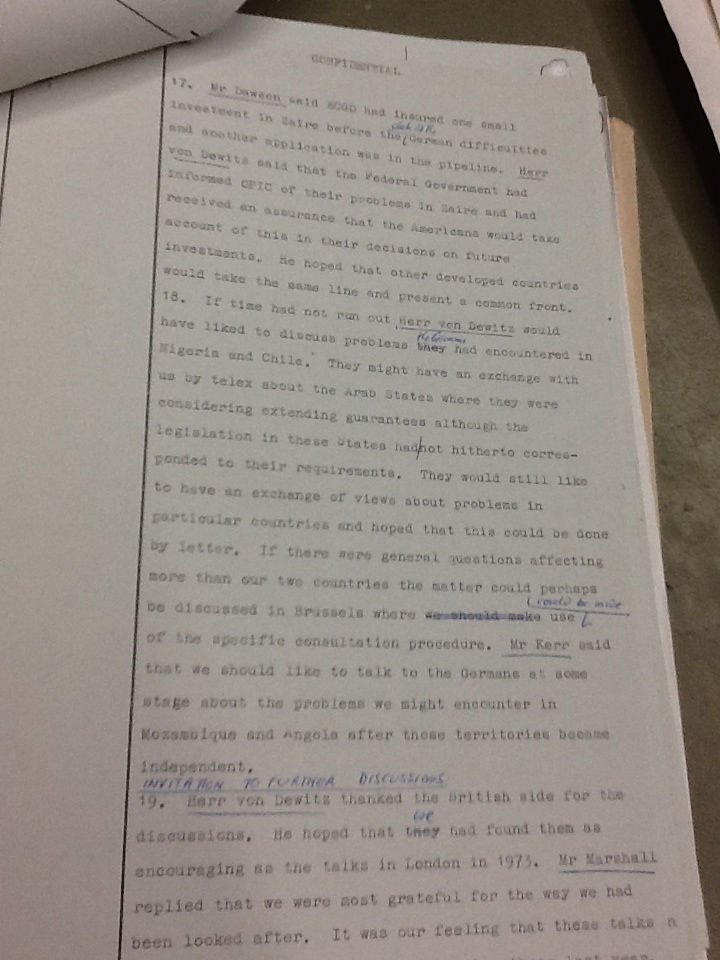 CONFIDENTIAL
17. Mr Dawson said ECGD had insured one small
investment in Zaire before the German difficulties
and another application was in the pipeline. Herr
von Dewitz said that the Federal Government had
informed OPIC of their problems in Zaire and had
received an assurance that the Americans would take
account of this in their decisions on future
investments. He hoped that other developed countries
would take the same line and present a common front.
18. If time had not run out Herr von Dewitz would
have liked to discuss problems they the Germans had encountered in
Nigeria and Chile. They might have an exchange with
us by telex about the Arab States where they were
considering extending guarantees although the
legislation in these States had not hitherto corres-
ponded to their requirements. They would still like
to have an exchange of views about problems in
particular countries and hoped that this could be done
by letter. If there were general questions affecting
more than our two countries the matter could perhaps
be discussed in Brussels where we should make use could be made
of the specific consultation procedure. Mr Kerr said
that we should like to talk to the Germans at some
stage about the problems we might encounter in
Mozambique and Angola after those territories became
independent.
INVITATION TO FURTHER DISCUSSIONS
19. Herr von Dewitz thanked the British side for the
discussions. He hoped that they we had found them as
encouraging as the talks in London in 1973. Mr Marshall
replied that we were most grateful for the way we had
been looked after. It was our feeling that these talks
last year